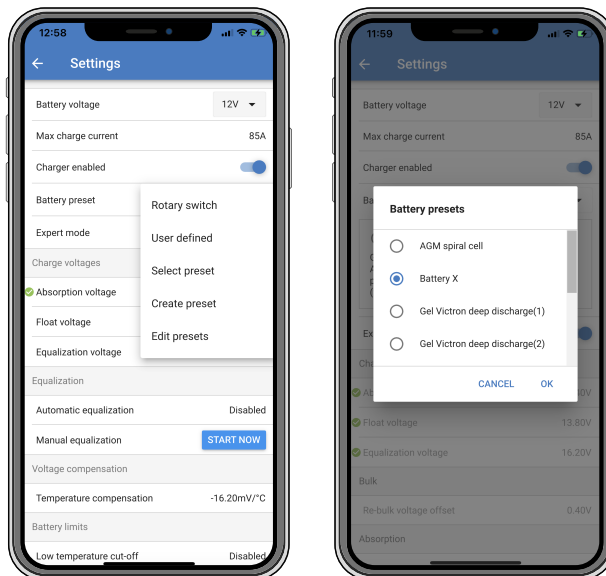 12:58
Settings
Battery voltage 12V
Max charge current 85A
Charger enabled
Battery preset
Expert mode
Rotary switch
User defined
Select preset
Create preset
Edit presets
Charge voltages
Absorption voltage
Float voltage
Equalization voltage
Equalization
Automatic equalization Disabled
Manual equalization START NOW
Voltage compensation
Temperature compensation -16.20mV/°C
Battery limits
Low temperature cut-off Disabled
11:59
Settings
Battery voltage 12V
Max charge current 85A
Charger enabled
Ba
Battery presets
AGM spiral cell
Battery X
Gel Victron deep discharge(1)
Gel Victron deep discharge(2)
CANCEL OK
Ex
Ch
Ab
Float voltage 13.80V
Equalization voltage 16.20V
Bulk
Re-bulk voltage offset 0.40V
Absorption